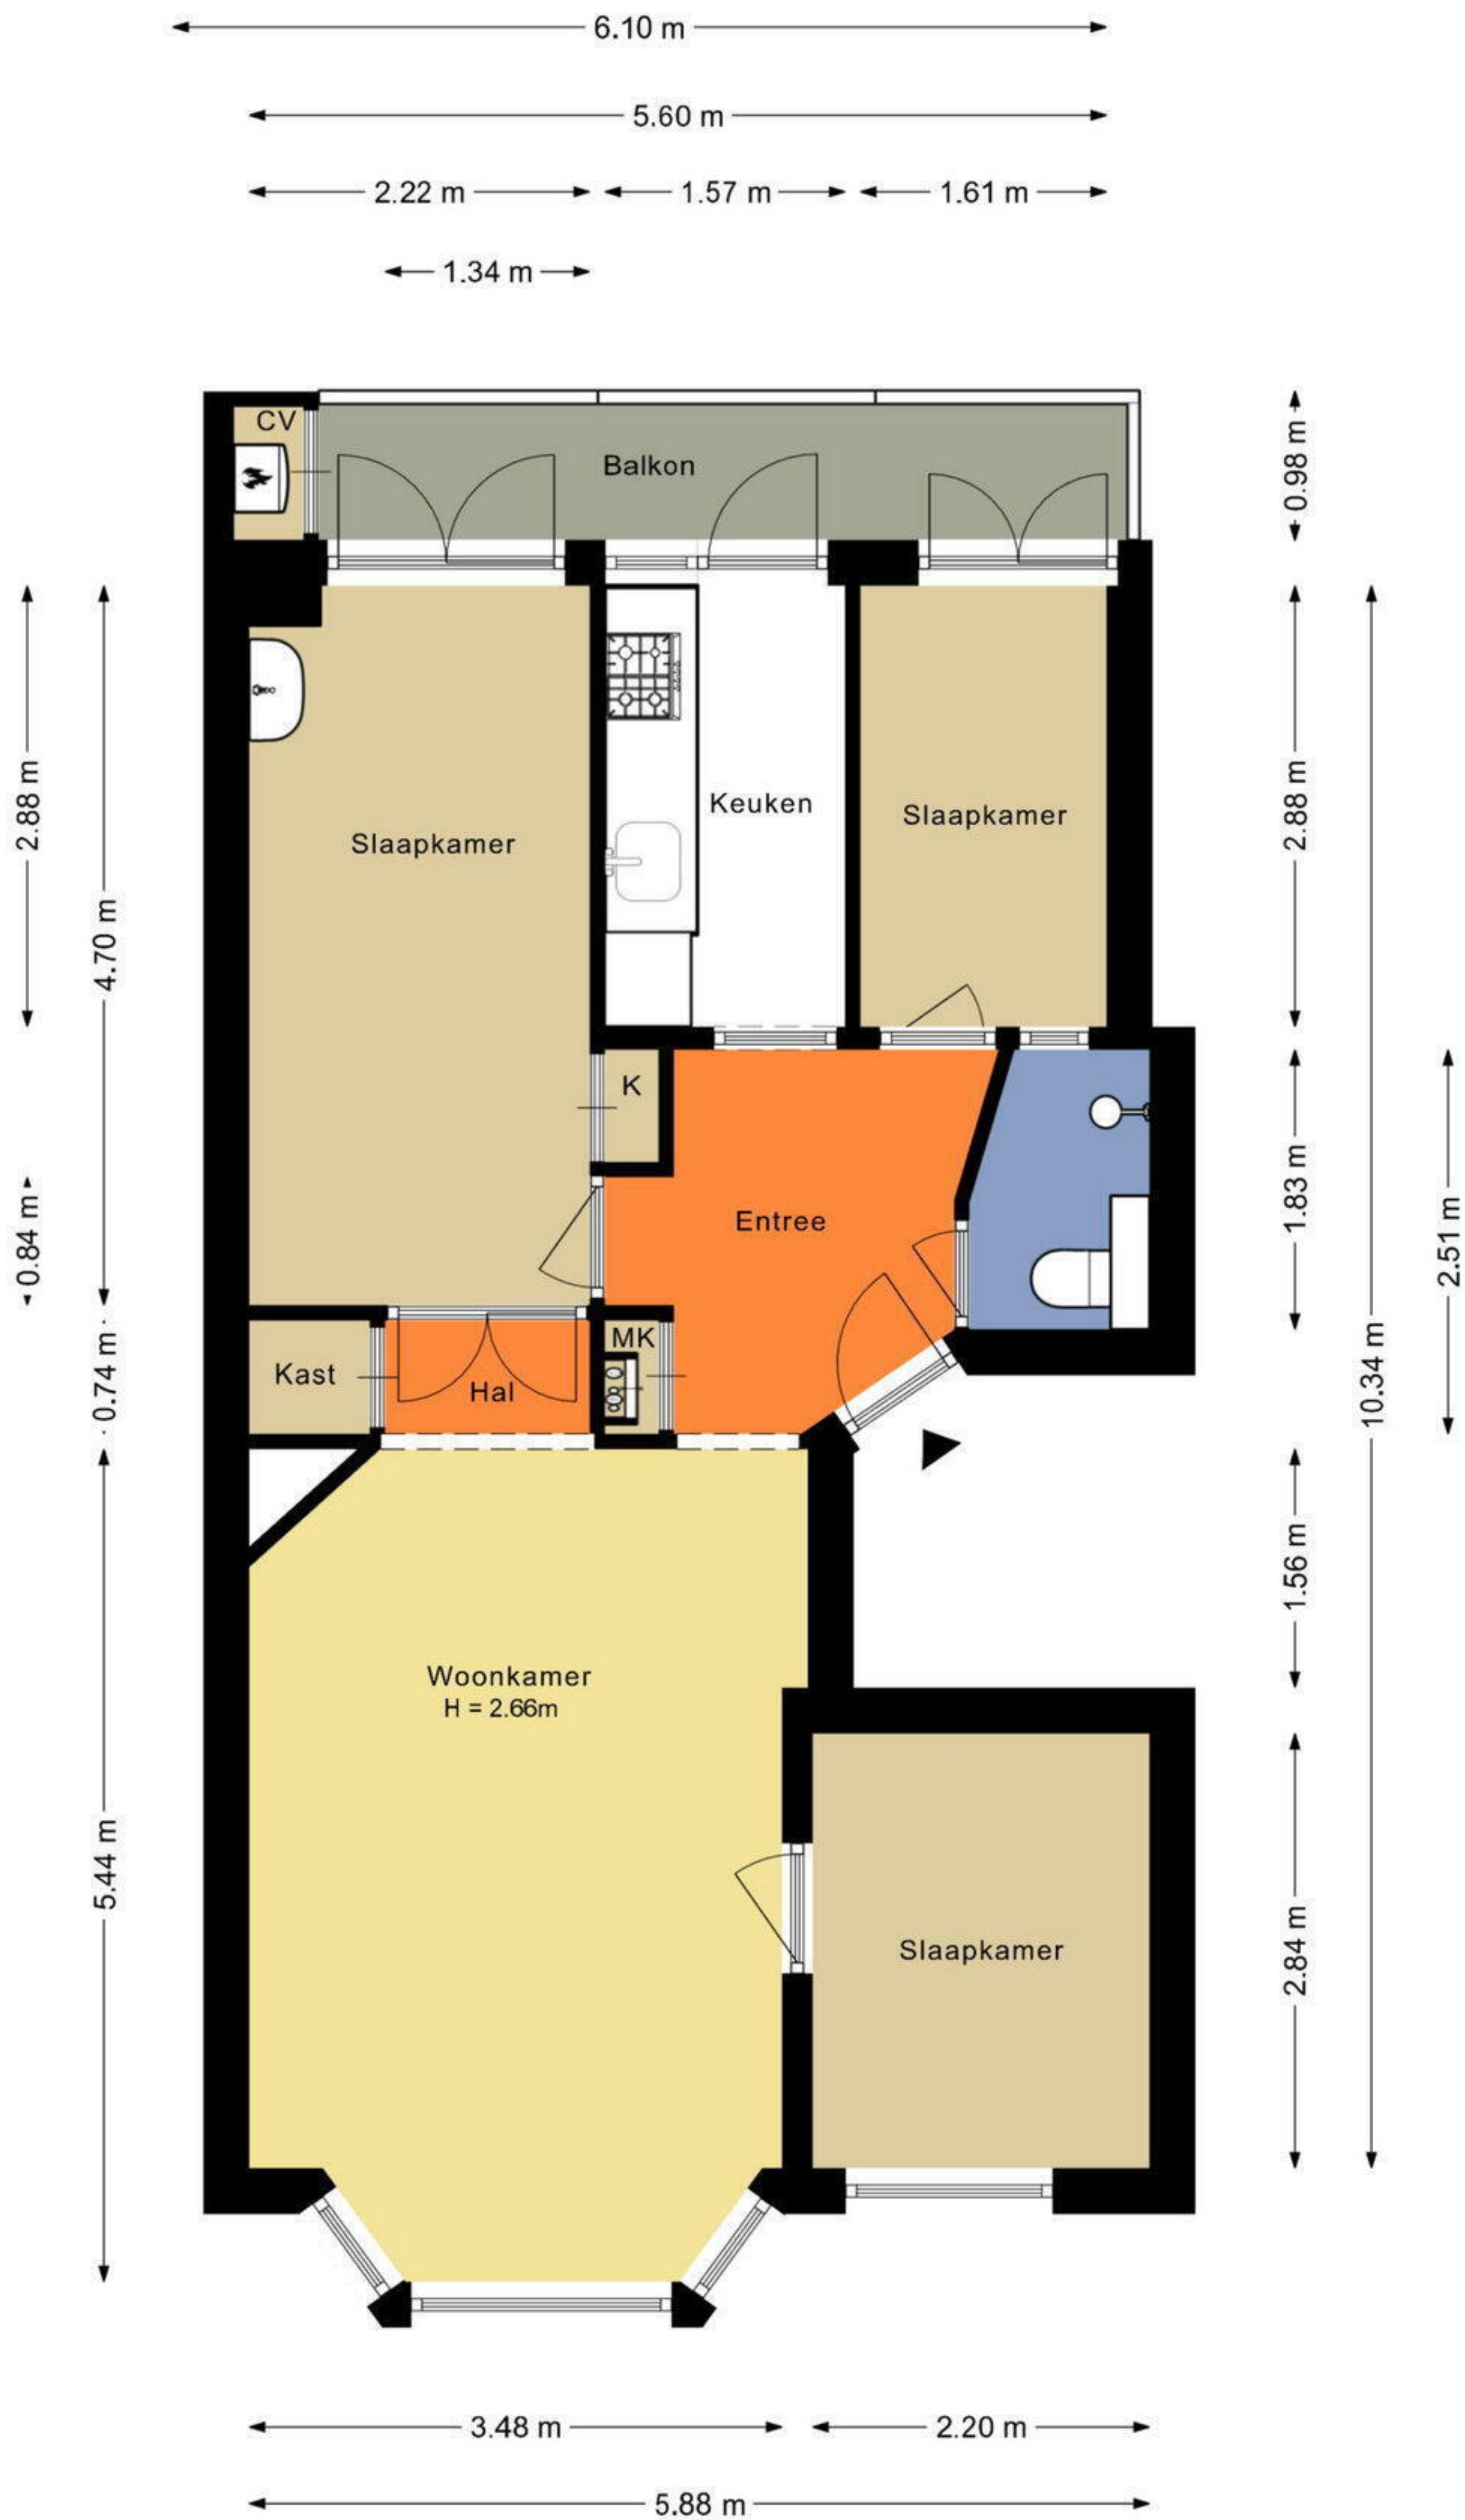 6.10 m
5.60 m
2.22 m
1.57 m
1.61 m
1.34 m
CV
Balkon
0.98 m
2.88 m
4.70 m
Slaapkamer
Keuken
Slaapkamer
2.88 m
K
Entree
0.84 m
1.83 m
2.51 m
10.34 m
0.74 m
Kast
Hal
MK
1.56 m
Woonkamer
H = 2.66m
5.44 m
Slaapkamer
2.84 m
3.48 m
2.20 m
5.88 m